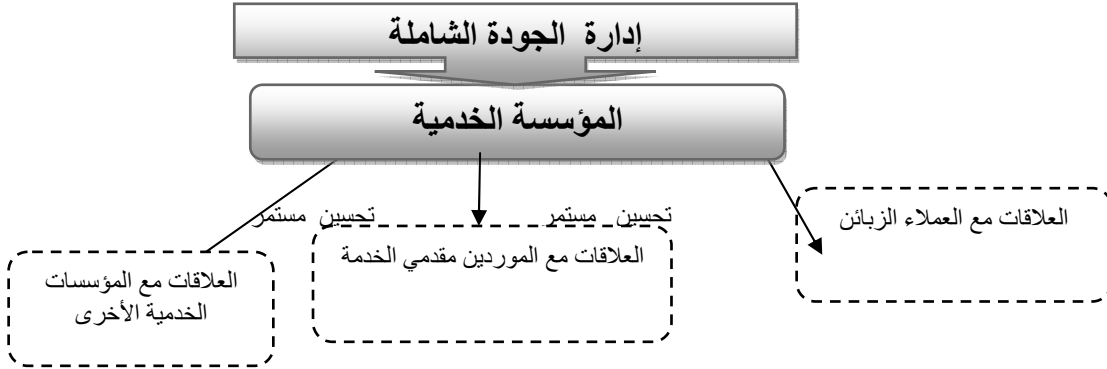 إدارة الجودة الشاملة
المؤسسة الخدمية
تحسين مستمر
تحسين مستمر
العلاقات مع العملاء الزبائن
العلاقات مع الموردين مقدمي الخدمة
العلاقات مع المؤسسات
الخدمية الأخرى